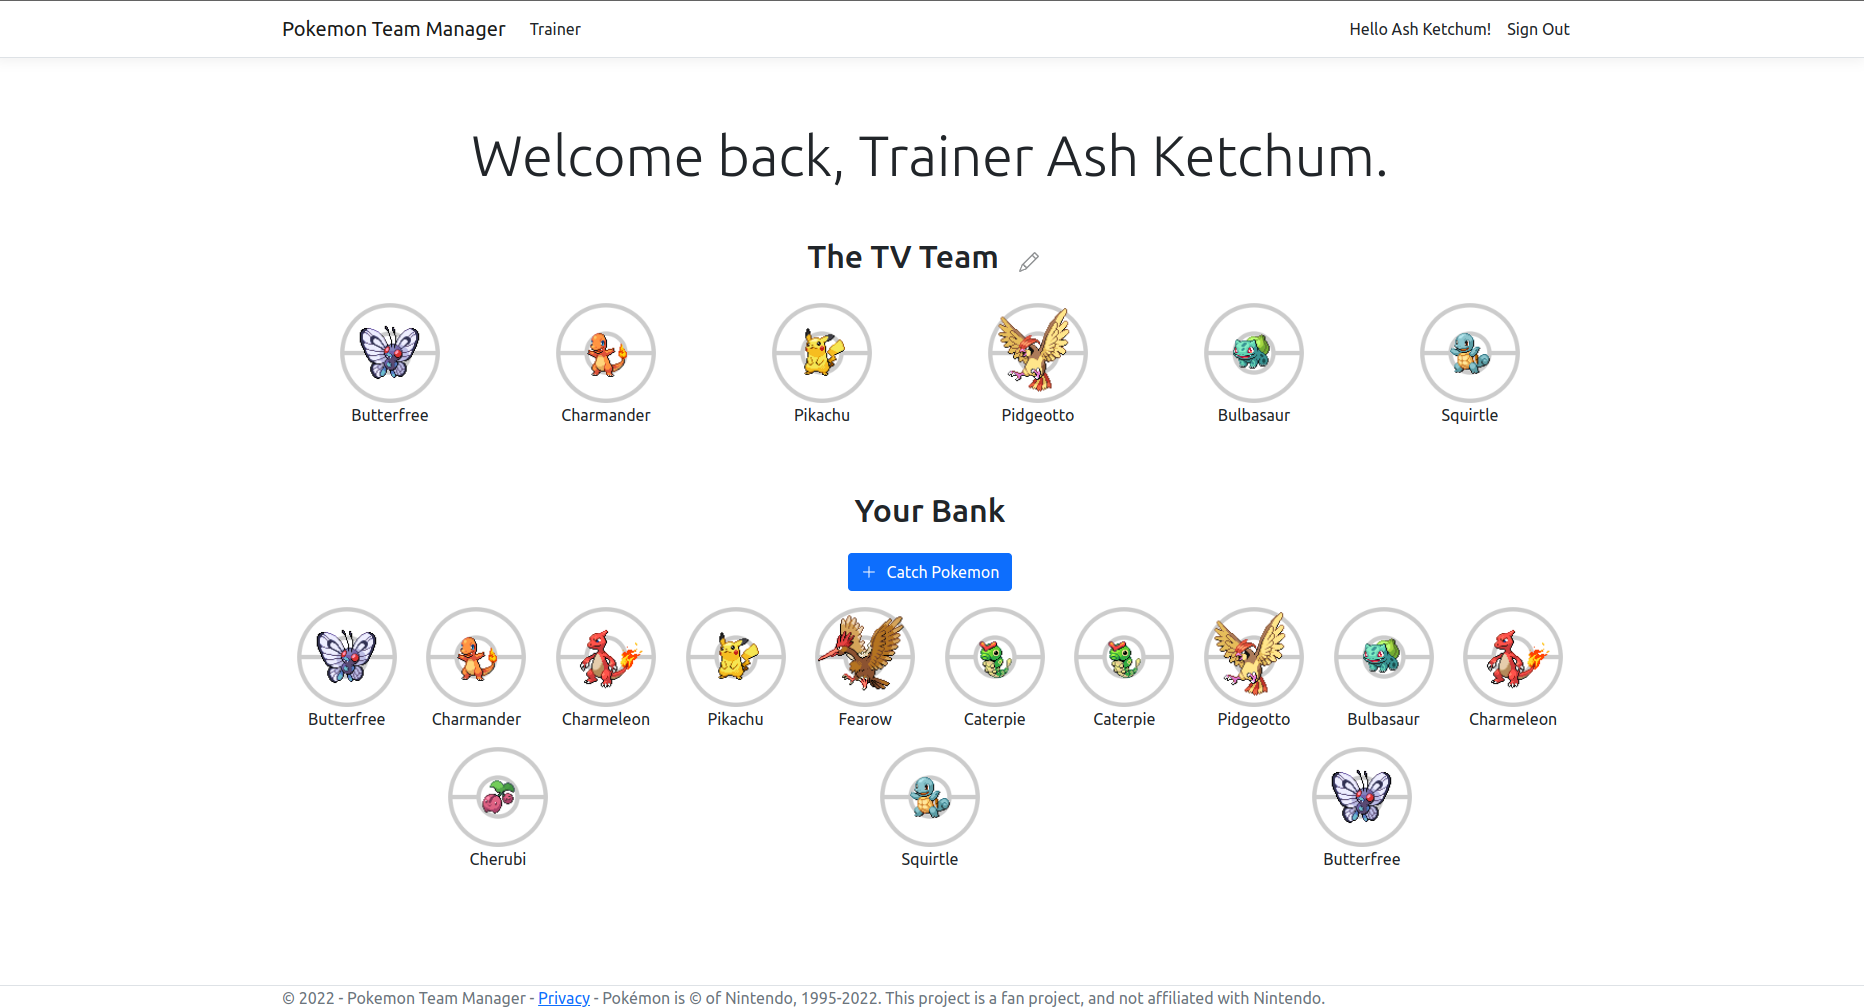 Pokemon Team Manager Trainer Hello Ash Ketchum! Sign Out
Welcome back, Trainer Ash Ketchum.
The TV Team
Butterfree Charmander Pikachu Pidgeotto Bulbasaur Squirtle
Your Bank
+ Catch Pokemon
Butterfree Charmander Charmeleon Pikachu Fearow Caterpie Caterpie Pidgeotto Bulbasaur Charmeleon
Cherubi Squirtle Butterfree
© 2022 - Pokemon Team Manager - Privacy - Pokémon is © of Nintendo, 1995-2022. This project is a fan project, and not affiliated with Nintendo.